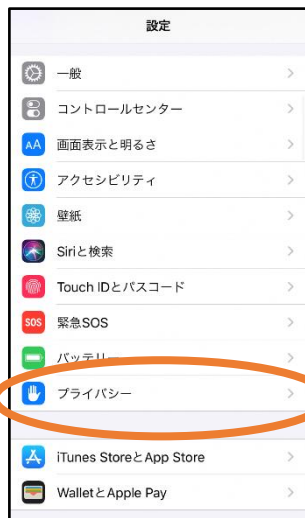 設定
一般
コントロールセンター
画面表示と明るさ
AA
アクセシビリティ
壁紙
Siriと検索
Touch IDとパスコード
SOS
緊急SOS
バッテリー
プライバシー
iTunes StoreとApp Store
WalletとApple Pay